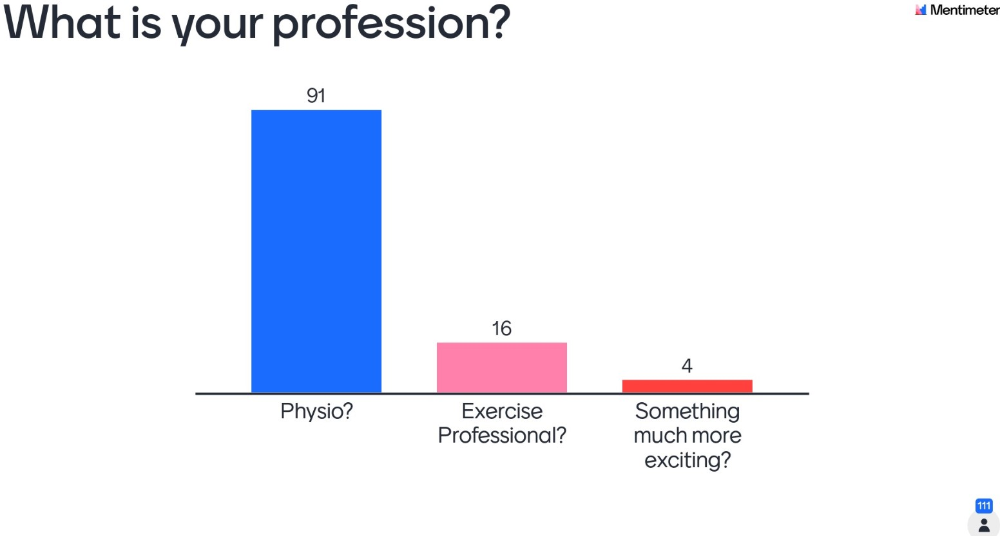 What is your profession?
Mentimeter
91
16
4
Physio?
Exercise
Professional?
Something
much more
exciting?
111